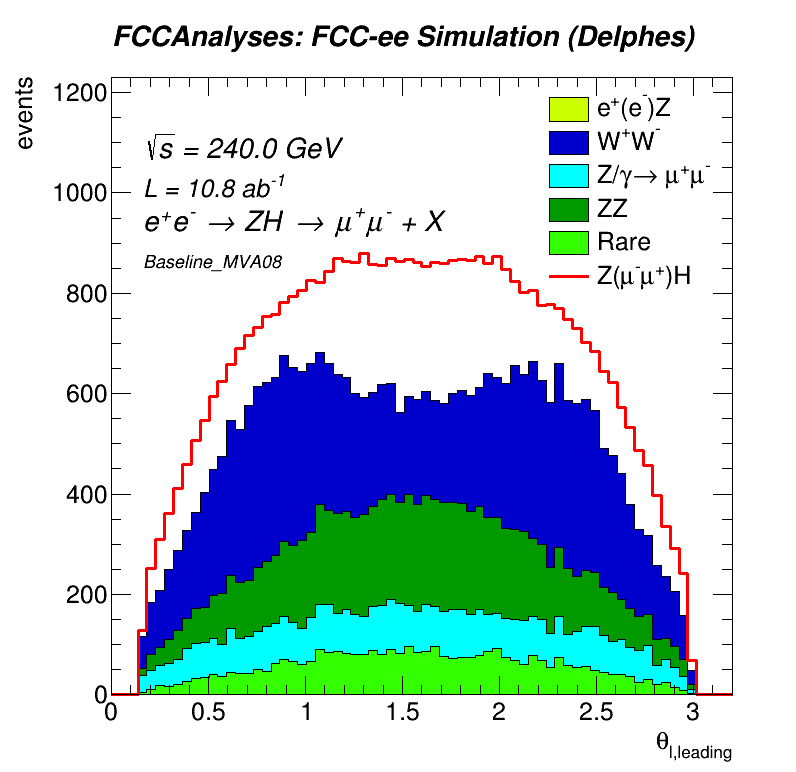 FCCAnalyses: FCC-ee Simulation (Delphes)
events
1200
1000
800
600
400
200
0
√s = 240.0 GeV
L = 10.8 ab⁻¹
e⁺e⁻ → ZH → μ⁺μ⁻ + X
Baseline_MVA08
e⁺(e⁻)Z
W⁺W⁻
Z/γ→ μ⁺μ⁻
ZZ
Rare
Z(μ⁻μ⁺)H
0 0.5 1 1.5 2 2.5 3
θl,leading